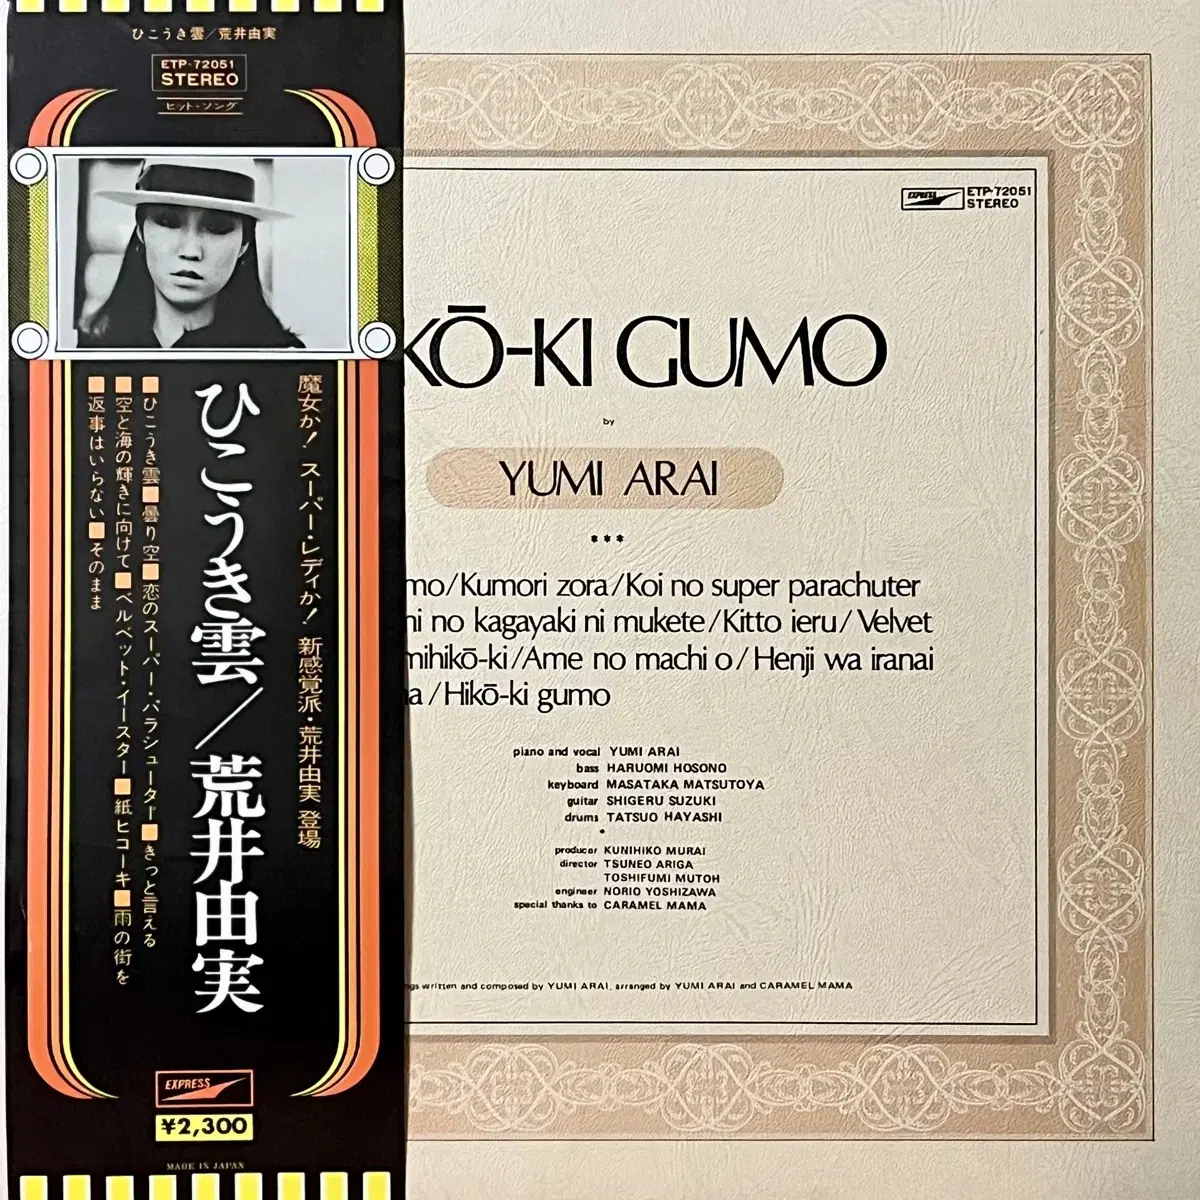 ひこうき雲/荒井由実
ETP-72051
STEREO
ヒット・ソング
魔女か!スーパー・レディか!新感覚派・荒井由実 登場
ひこうき雲/荒井由実
■ひこうき雲■曇り空■恋のスーパー・パラシューター■きっと言える
■空と海の輝きに向けて■ベルベット・イースター■紙ヒコーキ■雨の街を
■返事はいらない■そのまま
EXPRESS
¥2,300
MADE IN JAPAN
EXPRESS
ETP-72051
STEREO
KŌ-KI GUMO
by
YUMI ARAI
***
mo/Kumori zora/Koi no super parachuter
ni no kagayaki ni mukete/Kitto ieru/Velvet
mihikō-ki/Ame no machi o/Henji wa iranai
na/Hikō-ki gumo
piano and vocal YUMI ARAI
bass HARUOMI HOSONO
keyboard MASATAKA MATSUTOYA
guitar SHIGERU SUZUKI
drums TATSUO HAYASHI
*
producer KUNIHIKO MURAI
director TSUNEO ARIGA
TOSHIFUMI MUTOH
engineer NORIO YOSHIZAWA
special thanks to CARAMEL MAMA
ngs written and composed by YUMI ARAI, arranged by YUMI ARAI and CARAMEL MAMA